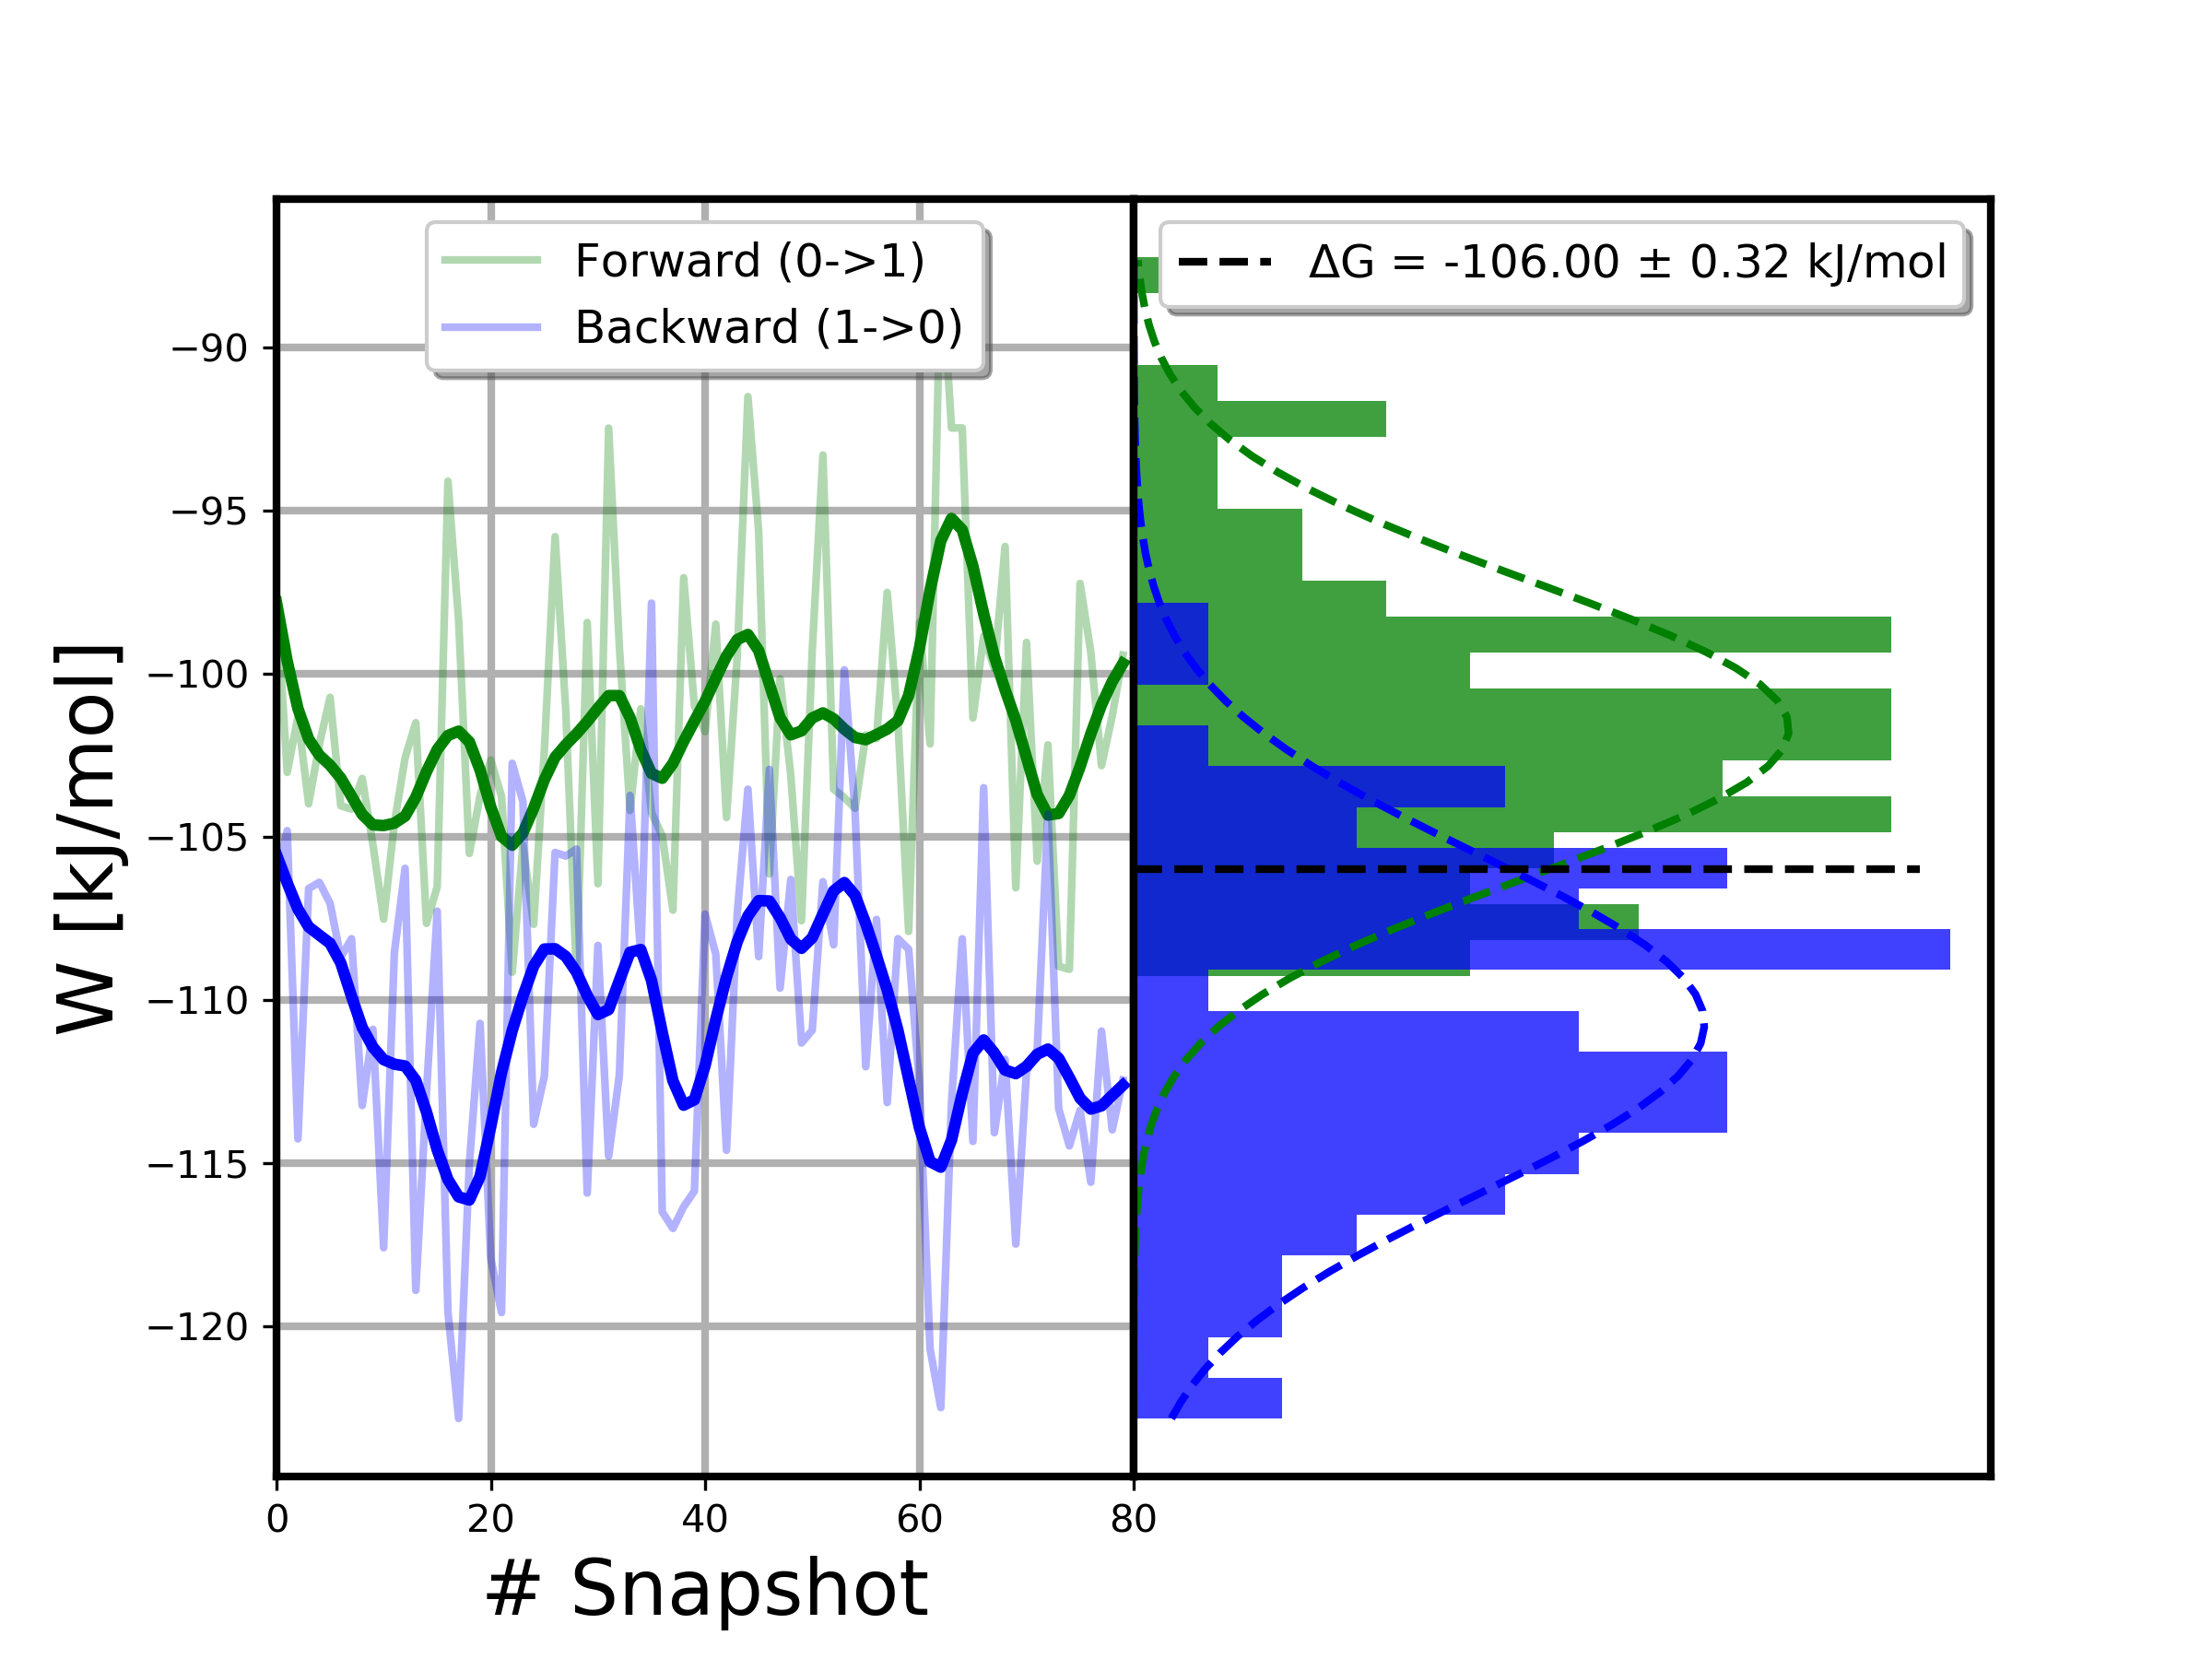 Forward (0->1)
Backward (1->0)
ΔG = -106.00 ± 0.32 kJ/mol
W [kJ/mol]
−90
−95
−100
−105
−110
−115
−120
0 20 40 60 80
# Snapshot